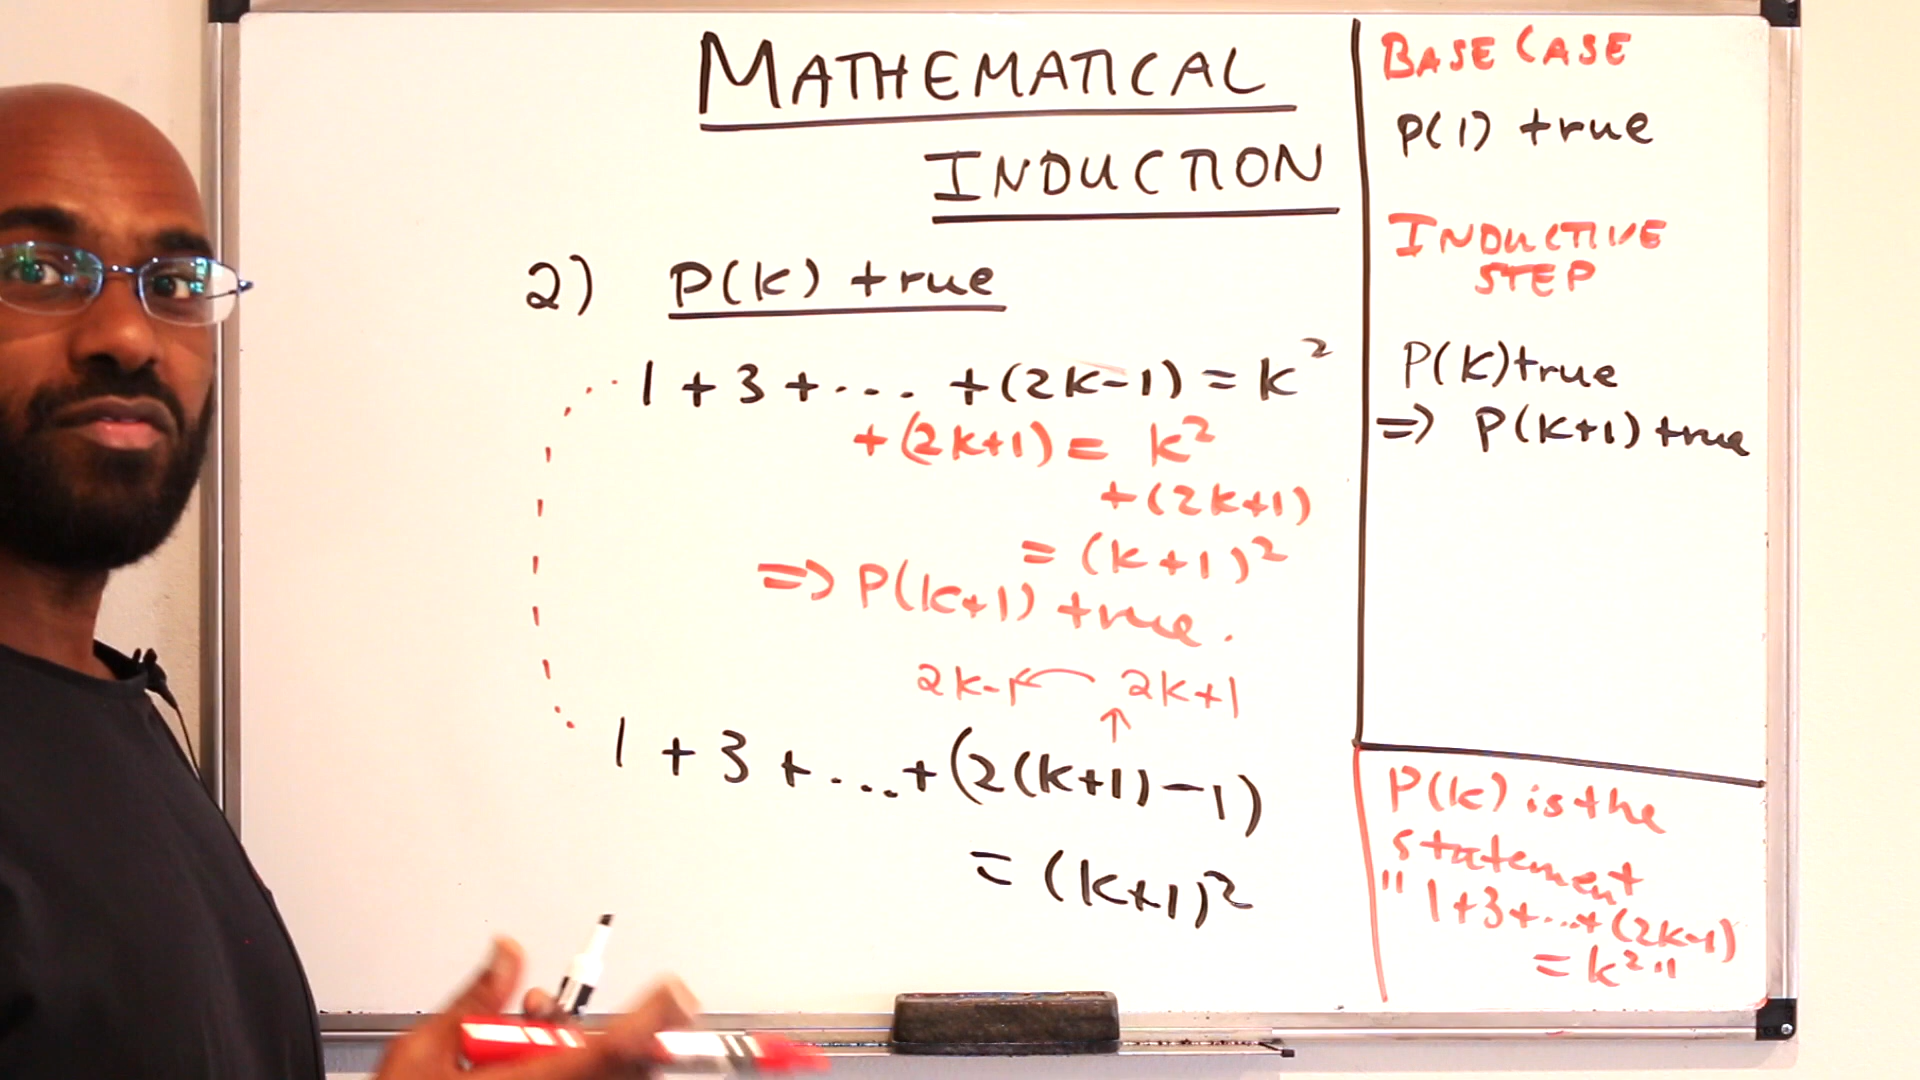 MATHEMATICAL
INDUCTION
2) P(k) true
1 + 3 + .... + (2k-1) = k²
+ (2k+1) = k²
+ (2k+1)
= (k+1)²
=> P(k+1) true.
2k-1 ← 2k+1
↑
1 + 3 + ... + (2(k+1)-1)
= (k+1)²
BASE CASE
P(1) true
INDUCTIVE
STEP
P(k) true
=> P(k+1) true
P(k) is the
statement
"1+3+...+(2k-1)
= k²"